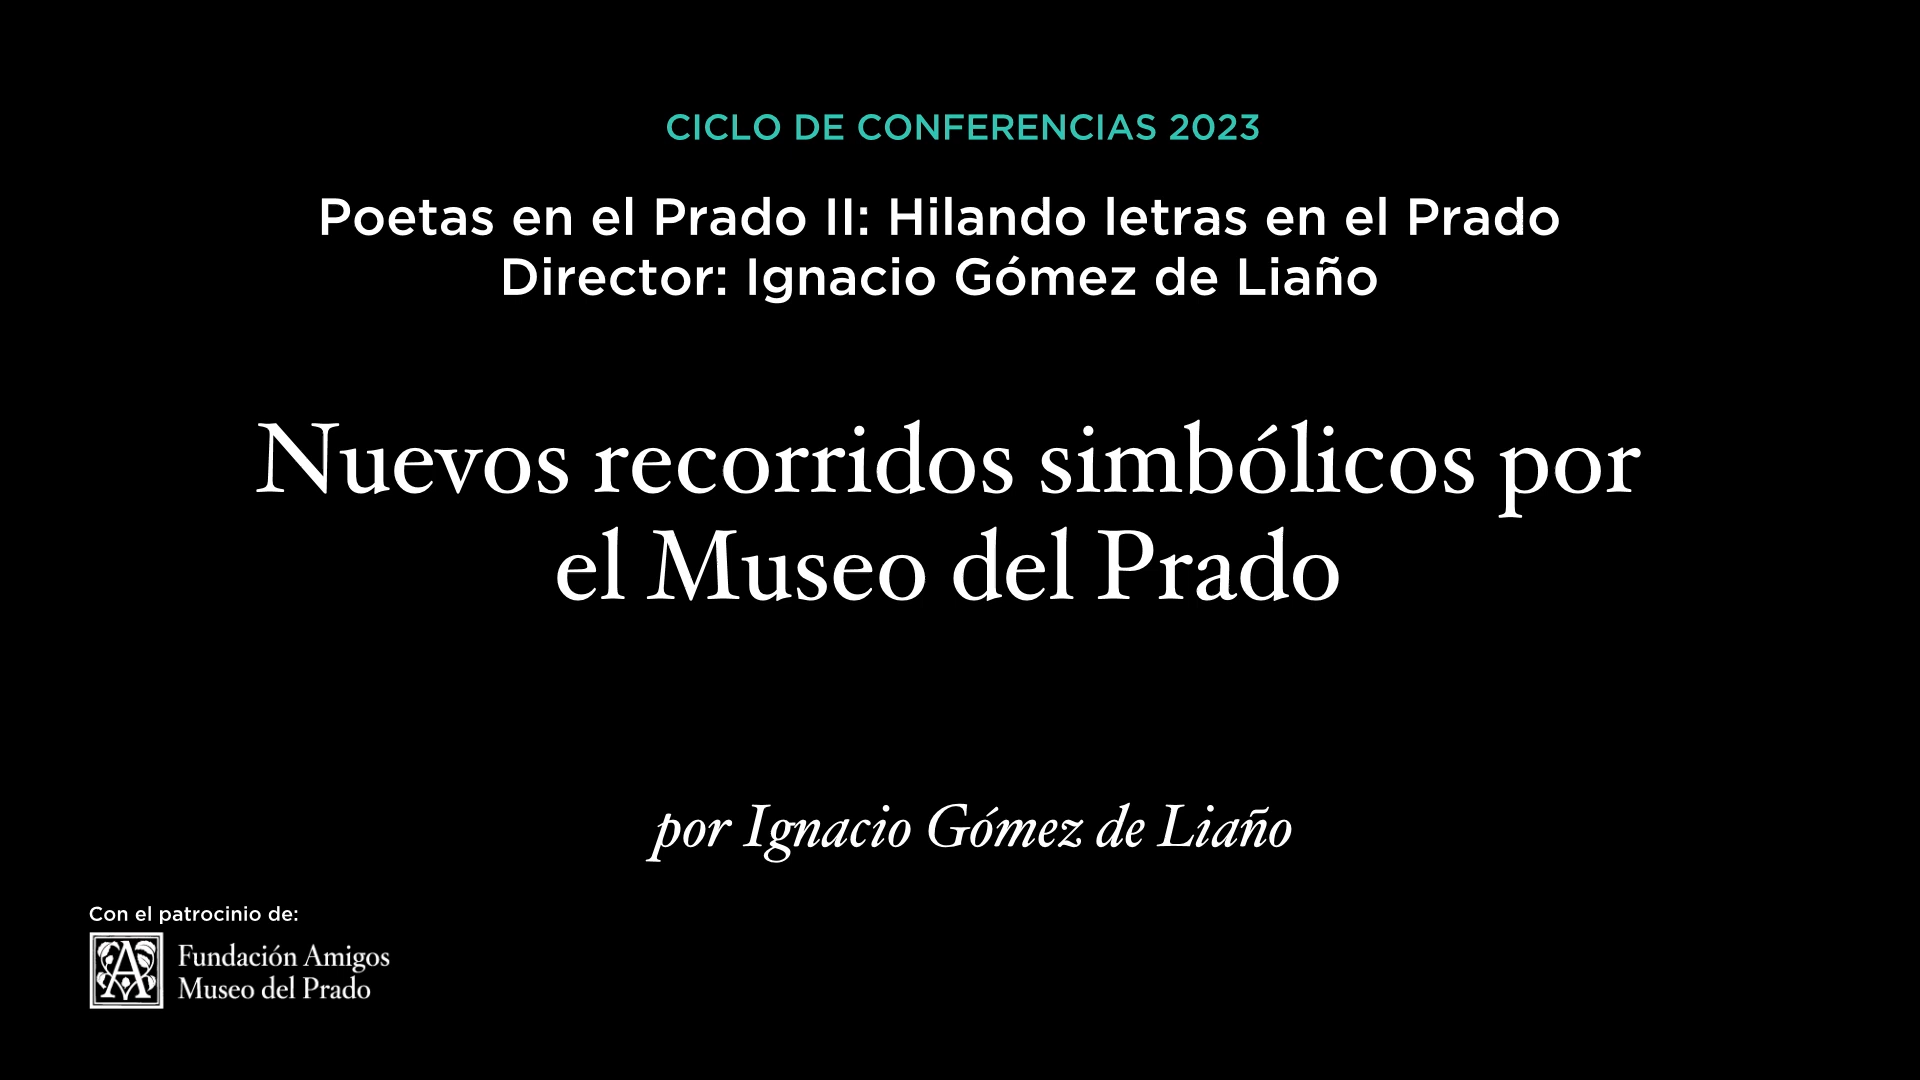 CICLO DE CONFERENCIAS 2023
Poetas en el Prado II: Hilando letras en el Prado
Director: Ignacio Gómez de Liaño
Nuevos recorridos simbólicos por
el Museo del Prado
por Ignacio Gómez de Liaño
Con el patrocinio de:
A
Fundación Amigos
Museo del Prado